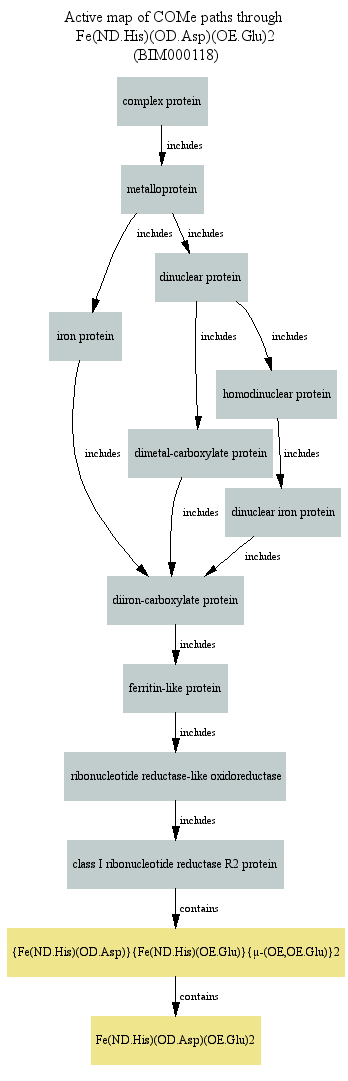 Active map of COMe paths through
Fe(ND.His)(OD.Asp)(OE.Glu)2
(BIM000118)
complex protein
includes
metalloprotein
includes
includes
dinuclear protein
iron protein
includes
includes
homodinuclear protein
includes
dimetal-carboxylate protein
includes
dinuclear iron protein
includes
includes
diiron-carboxylate protein
includes
ferritin-like protein
includes
ribonucleotide reductase-like oxidoreductase
includes
class I ribonucleotide reductase R2 protein
contains
{Fe(ND.His)(OD.Asp)}{Fe(ND.His)(OE.Glu)}{μ-(OE,OE.Glu)}2
contains
Fe(ND.His)(OD.Asp)(OE.Glu)2